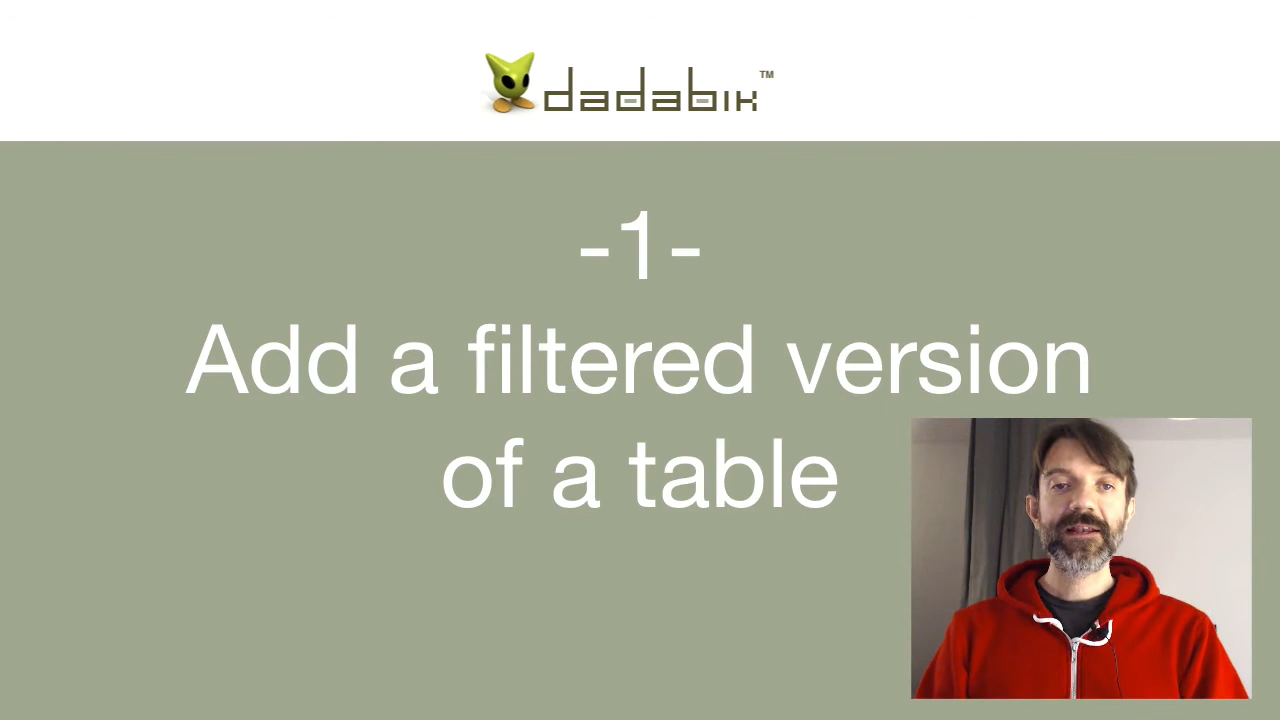 dadabik™
-1-
Add a filtered version
of a table